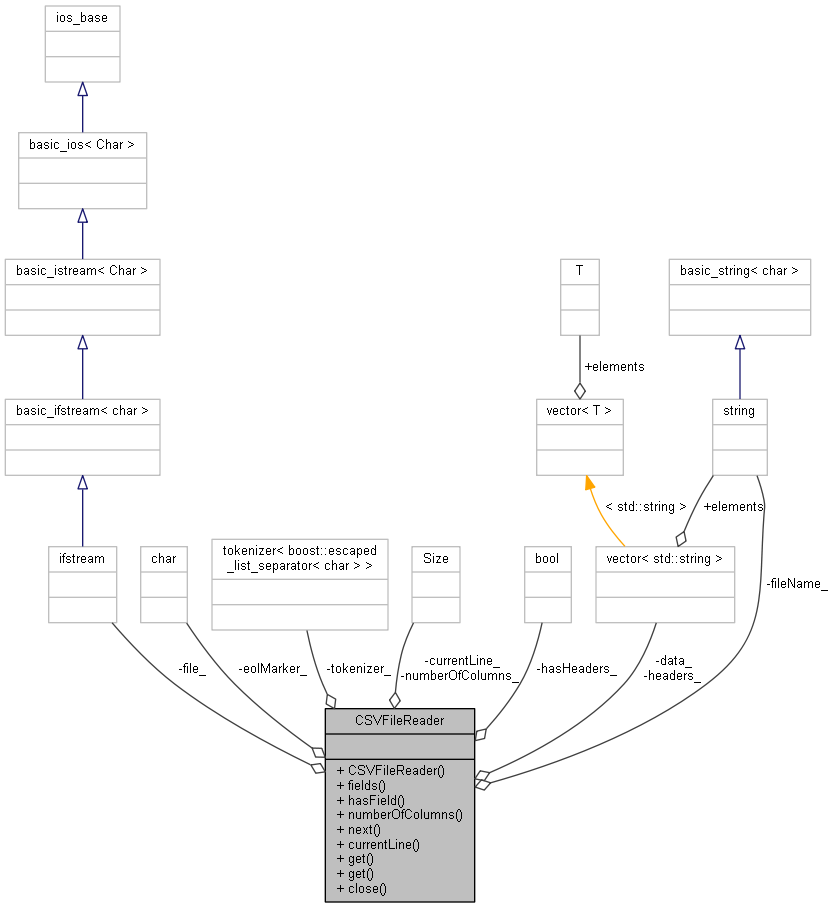 ios_base
basic_ios< Char >
basic_istream< Char >
T
basic_string< char >
+elements
basic_ifstream< char >
vector< T >
string
< std::string >
+elements
ifstream
char
tokenizer< boost::escaped
_list_separator< char > >
Size
bool
vector< std::string >
-fileName_
-file_
-eolMarker_
-tokenizer_
-currentLine_
-numberOfColumns_
-hasHeaders_
-data_
-headers_
CSVFileReader
+ CSVFileReader()
+ fields()
+ hasField()
+ numberOfColumns()
+ next()
+ currentLine()
+ get()
+ get()
+ close()